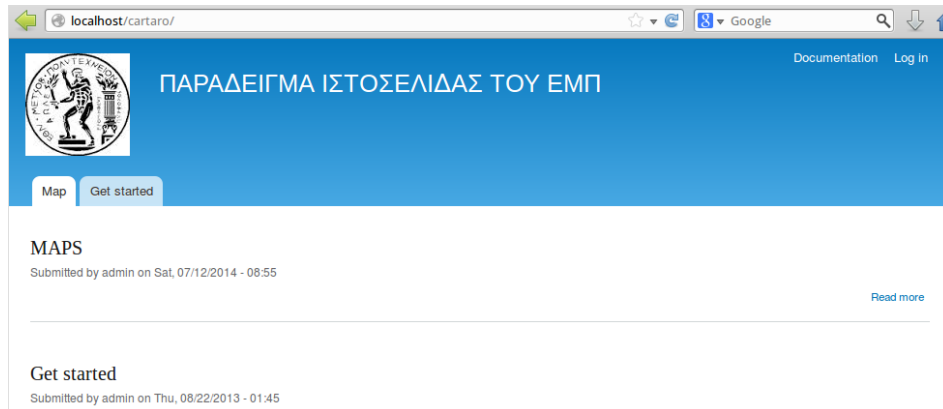 localhost/cartaro/ Google
Documentation Log in
ΠΑΡΑΔΕΙΓΜΑ ΙΣΤΟΣΕΛΙΔΑΣ ΤΟΥ ΕΜΠ
Map Get started
MAPS
Submitted by admin on Sat, 07/12/2014 - 08:55
Read more
Get started
Submitted by admin on Thu, 08/22/2013 - 01:45